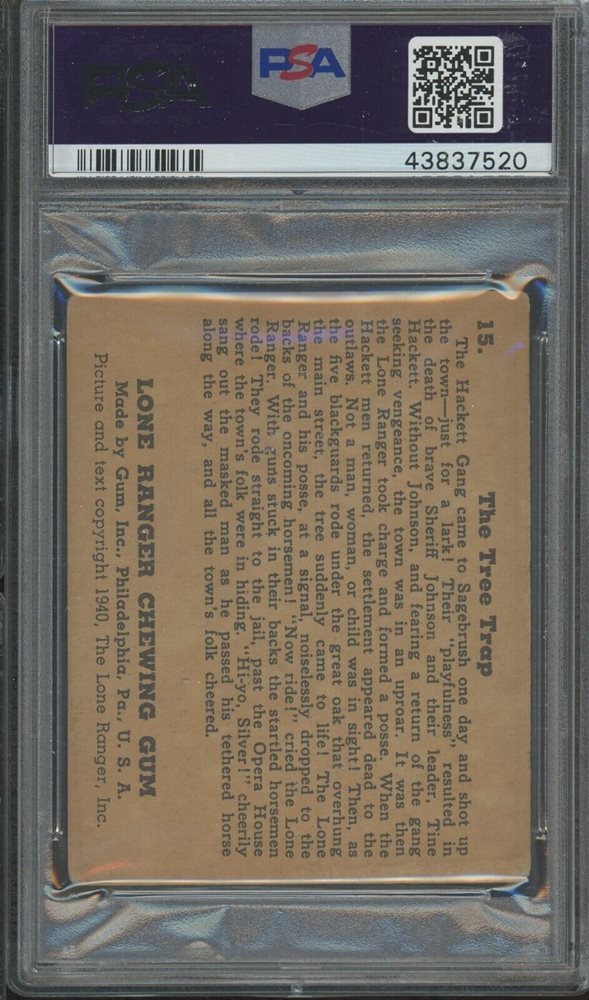 PSA
PSA
43837520
15.
The Tree Trap
The Hackett Gang came to Sagebrush one day and shot up
the town—just for a lark! Their "playfulness" resulted in
the death of brave Sheriff Johnson and their leader, Tine
Hackett. Without Johnson, and fearing a return of the gang
seeking vengeance, the town was in an uproar. It was then
the Lone Ranger took charge and formed a posse. When the
Hackett men returned, the settlement appeared dead to the
outlaws. Not a man, woman, or child was in sight! Then, as
the five blackguards rode under the great oak that overhung
the main street, the tree suddenly came to life! The Lone
Ranger and his posse, at a signal, noiselessly dropped to the
backs of the oncoming horsemen! "Now ride!" cried the Lone
Ranger. With guns stuck in their backs the startled horsemen
rode! They rode straight to the jail, past the Opera House
where the town's folk were in hiding. "Hi-yo, Silver!" cheerily
sang out the masked man as he passed his tethered horse
along the way, and all the town's folk cheered.
LONE RANGER CHEWING GUM
Made by Gum, Inc., Philadelphia, Pa., U. S. A.
Picture and text copyright 1940, The Lone Ranger, Inc.